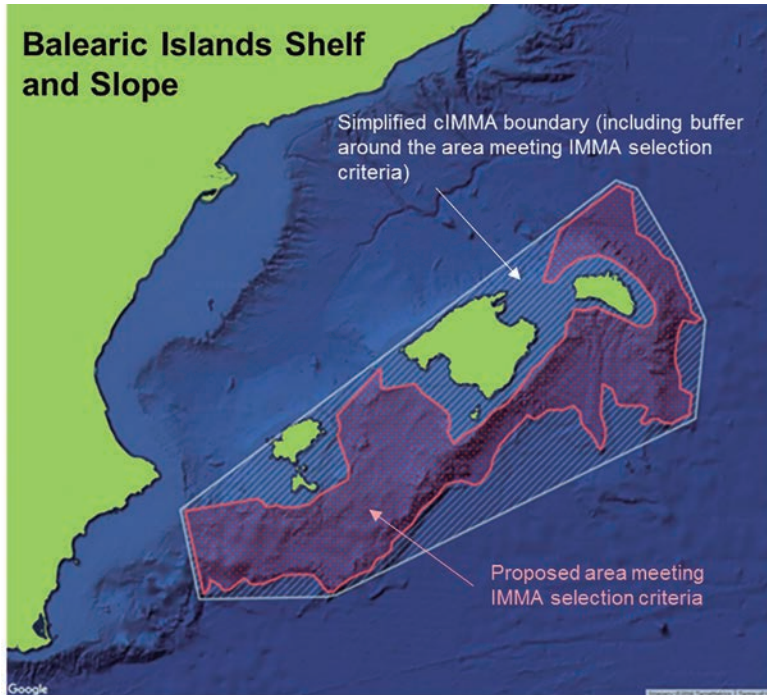 Balearic Islands Shelf
and Slope
Simplified cIMMA boundary (including buffer
around the area meeting IMMA selection
criteria)
Proposed area meeting
IMMA selection criteria
Google